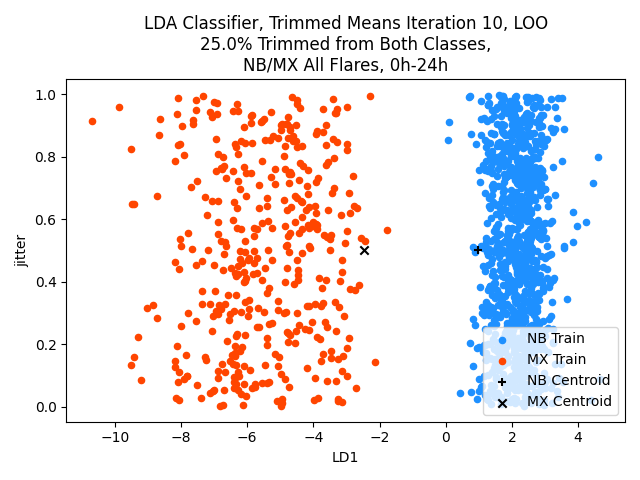 LDA Classifier, Trimmed Means Iteration 10, LOO
25.0% Trimmed from Both Classes,
NB/MX All Flares, 0h-24h
1.0
0.8
0.6
0.4
0.2
0.0
jitter
NB Train
MX Train
NB Centroid
MX Centroid
−10
−8
−6
−4
−2
0
2
4
LD1